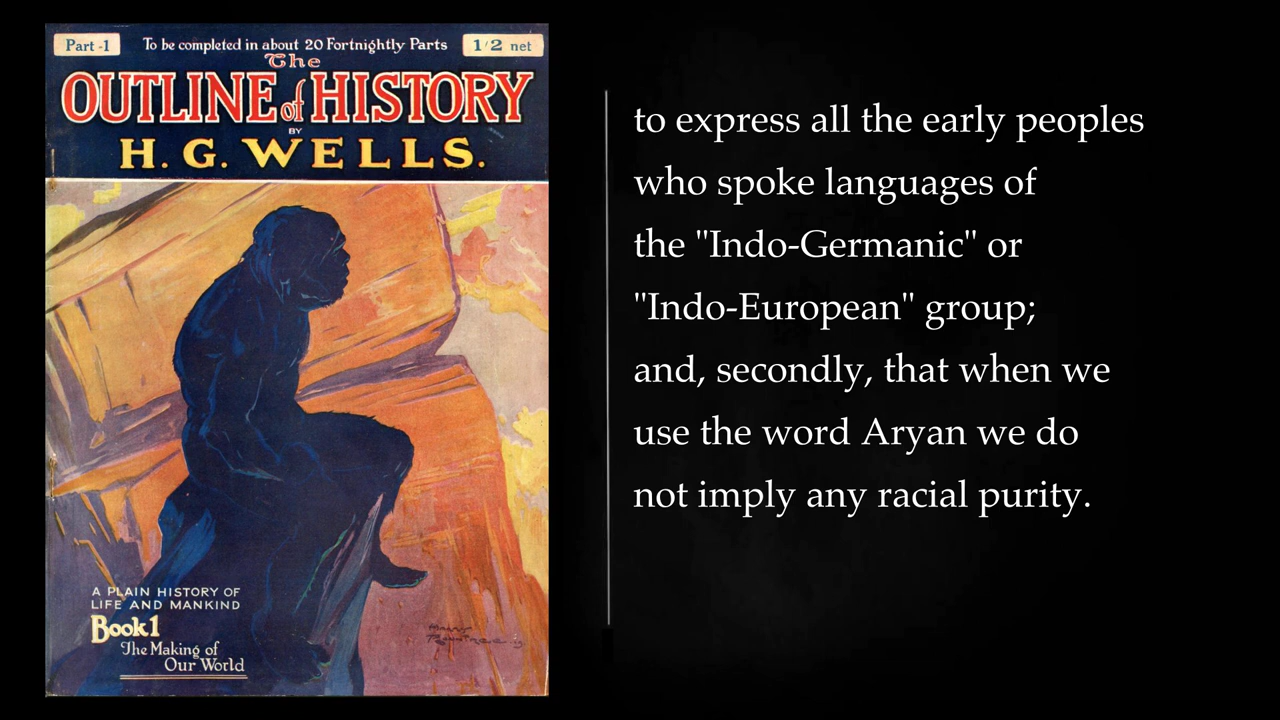 Part -1
To be completed in about 20 Fortnightly Parts
1/2 net
The
OUTLINE of HISTORY
BY
H. G. WELLS.
A PLAIN HISTORY OF
LIFE AND MANKIND
Book 1
The Making of
Our World
to express all the early peoples
who spoke languages of
the "Indo-Germanic" or
"Indo-European" group;
and, secondly, that when we
use the word Aryan we do
not imply any racial purity.